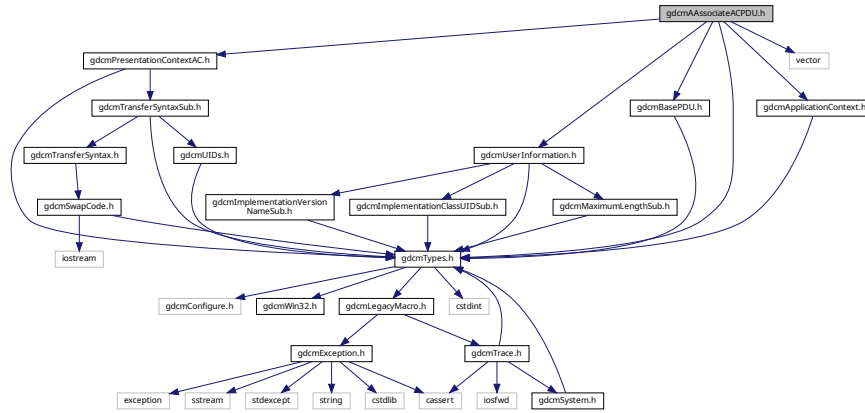 gdcmAAssociateACPDU.h
gdcmPresentationContextAC.h
vector
gdcmTransferSyntaxSub.h
gdcmBasePDU.h
gdcmApplicationContext.h
gdcmTransferSyntax.h
gdcmUIDs.h
gdcmUserInformation.h
gdcmSwapCode.h
gdcmImplementationVersion
NameSub.h
gdcmImplementationClassUIDSub.h
gdcmMaximumLengthSub.h
iostream
gdcmTypes.h
gdcmConfigure.h
gdcmWin32.h
gdcmLegacyMacro.h
cstdint
gdcmException.h
gdcmTrace.h
exception
sstream
stdexcept
string
cstdlib
cassert
iosfwd
gdcmSystem.h